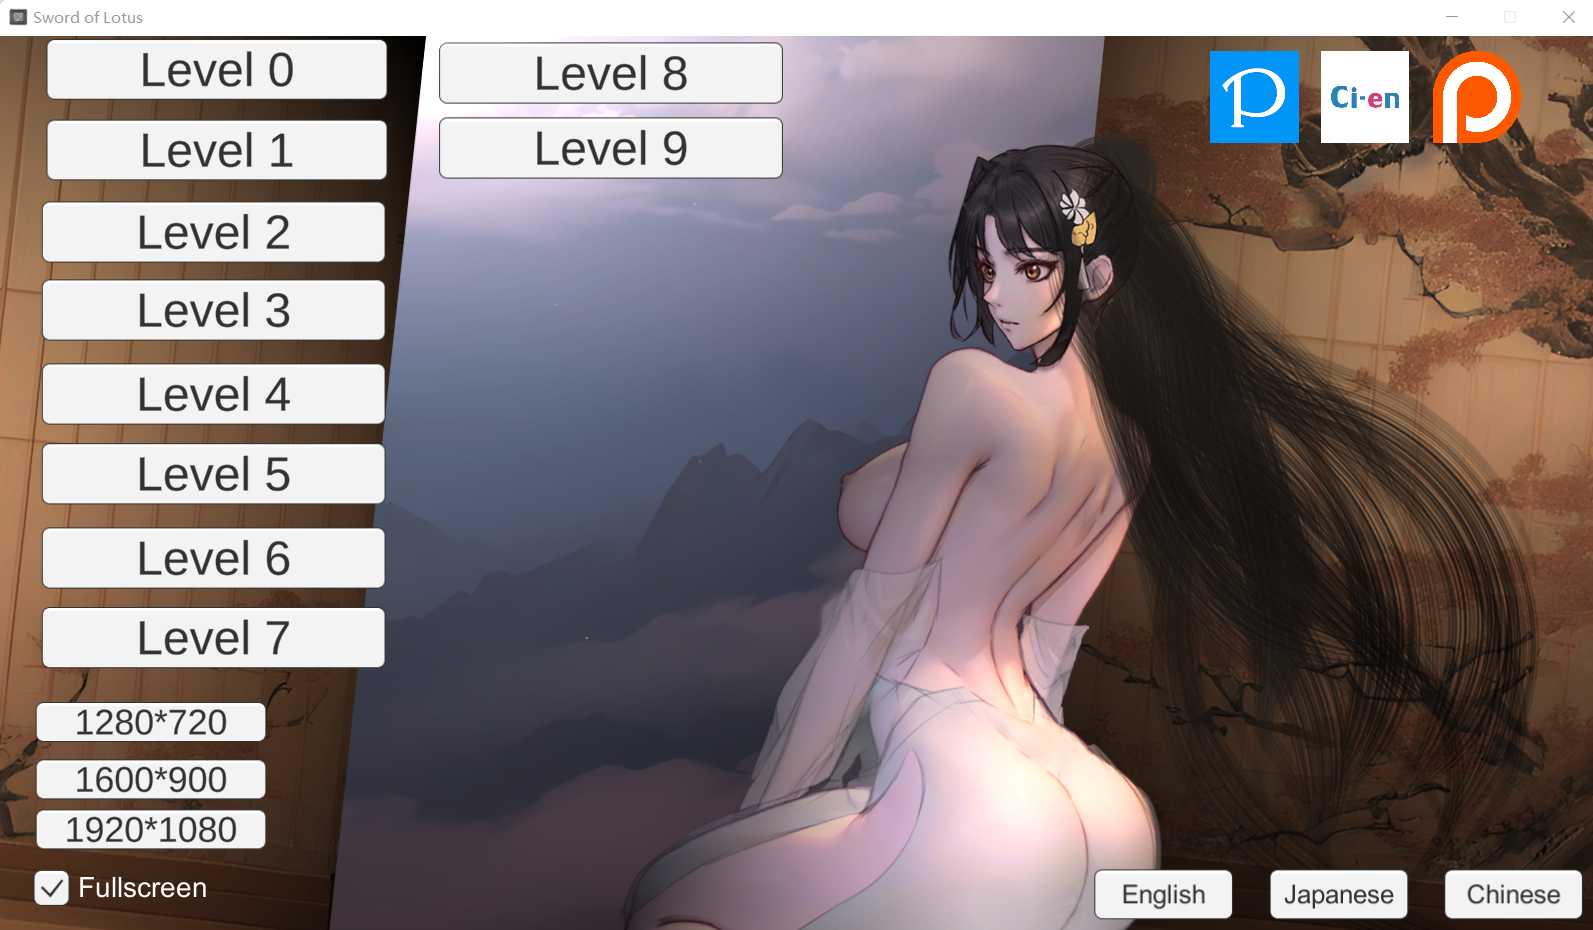 Sword of Lotus
Level 0
Level 1
Level 2
Level 3
Level 4
Level 5
Level 6
Level 7
Level 8
Level 9
Ci-en
1280*720
1600*900
1920*1080
Fullscreen
English
Japanese
Chinese